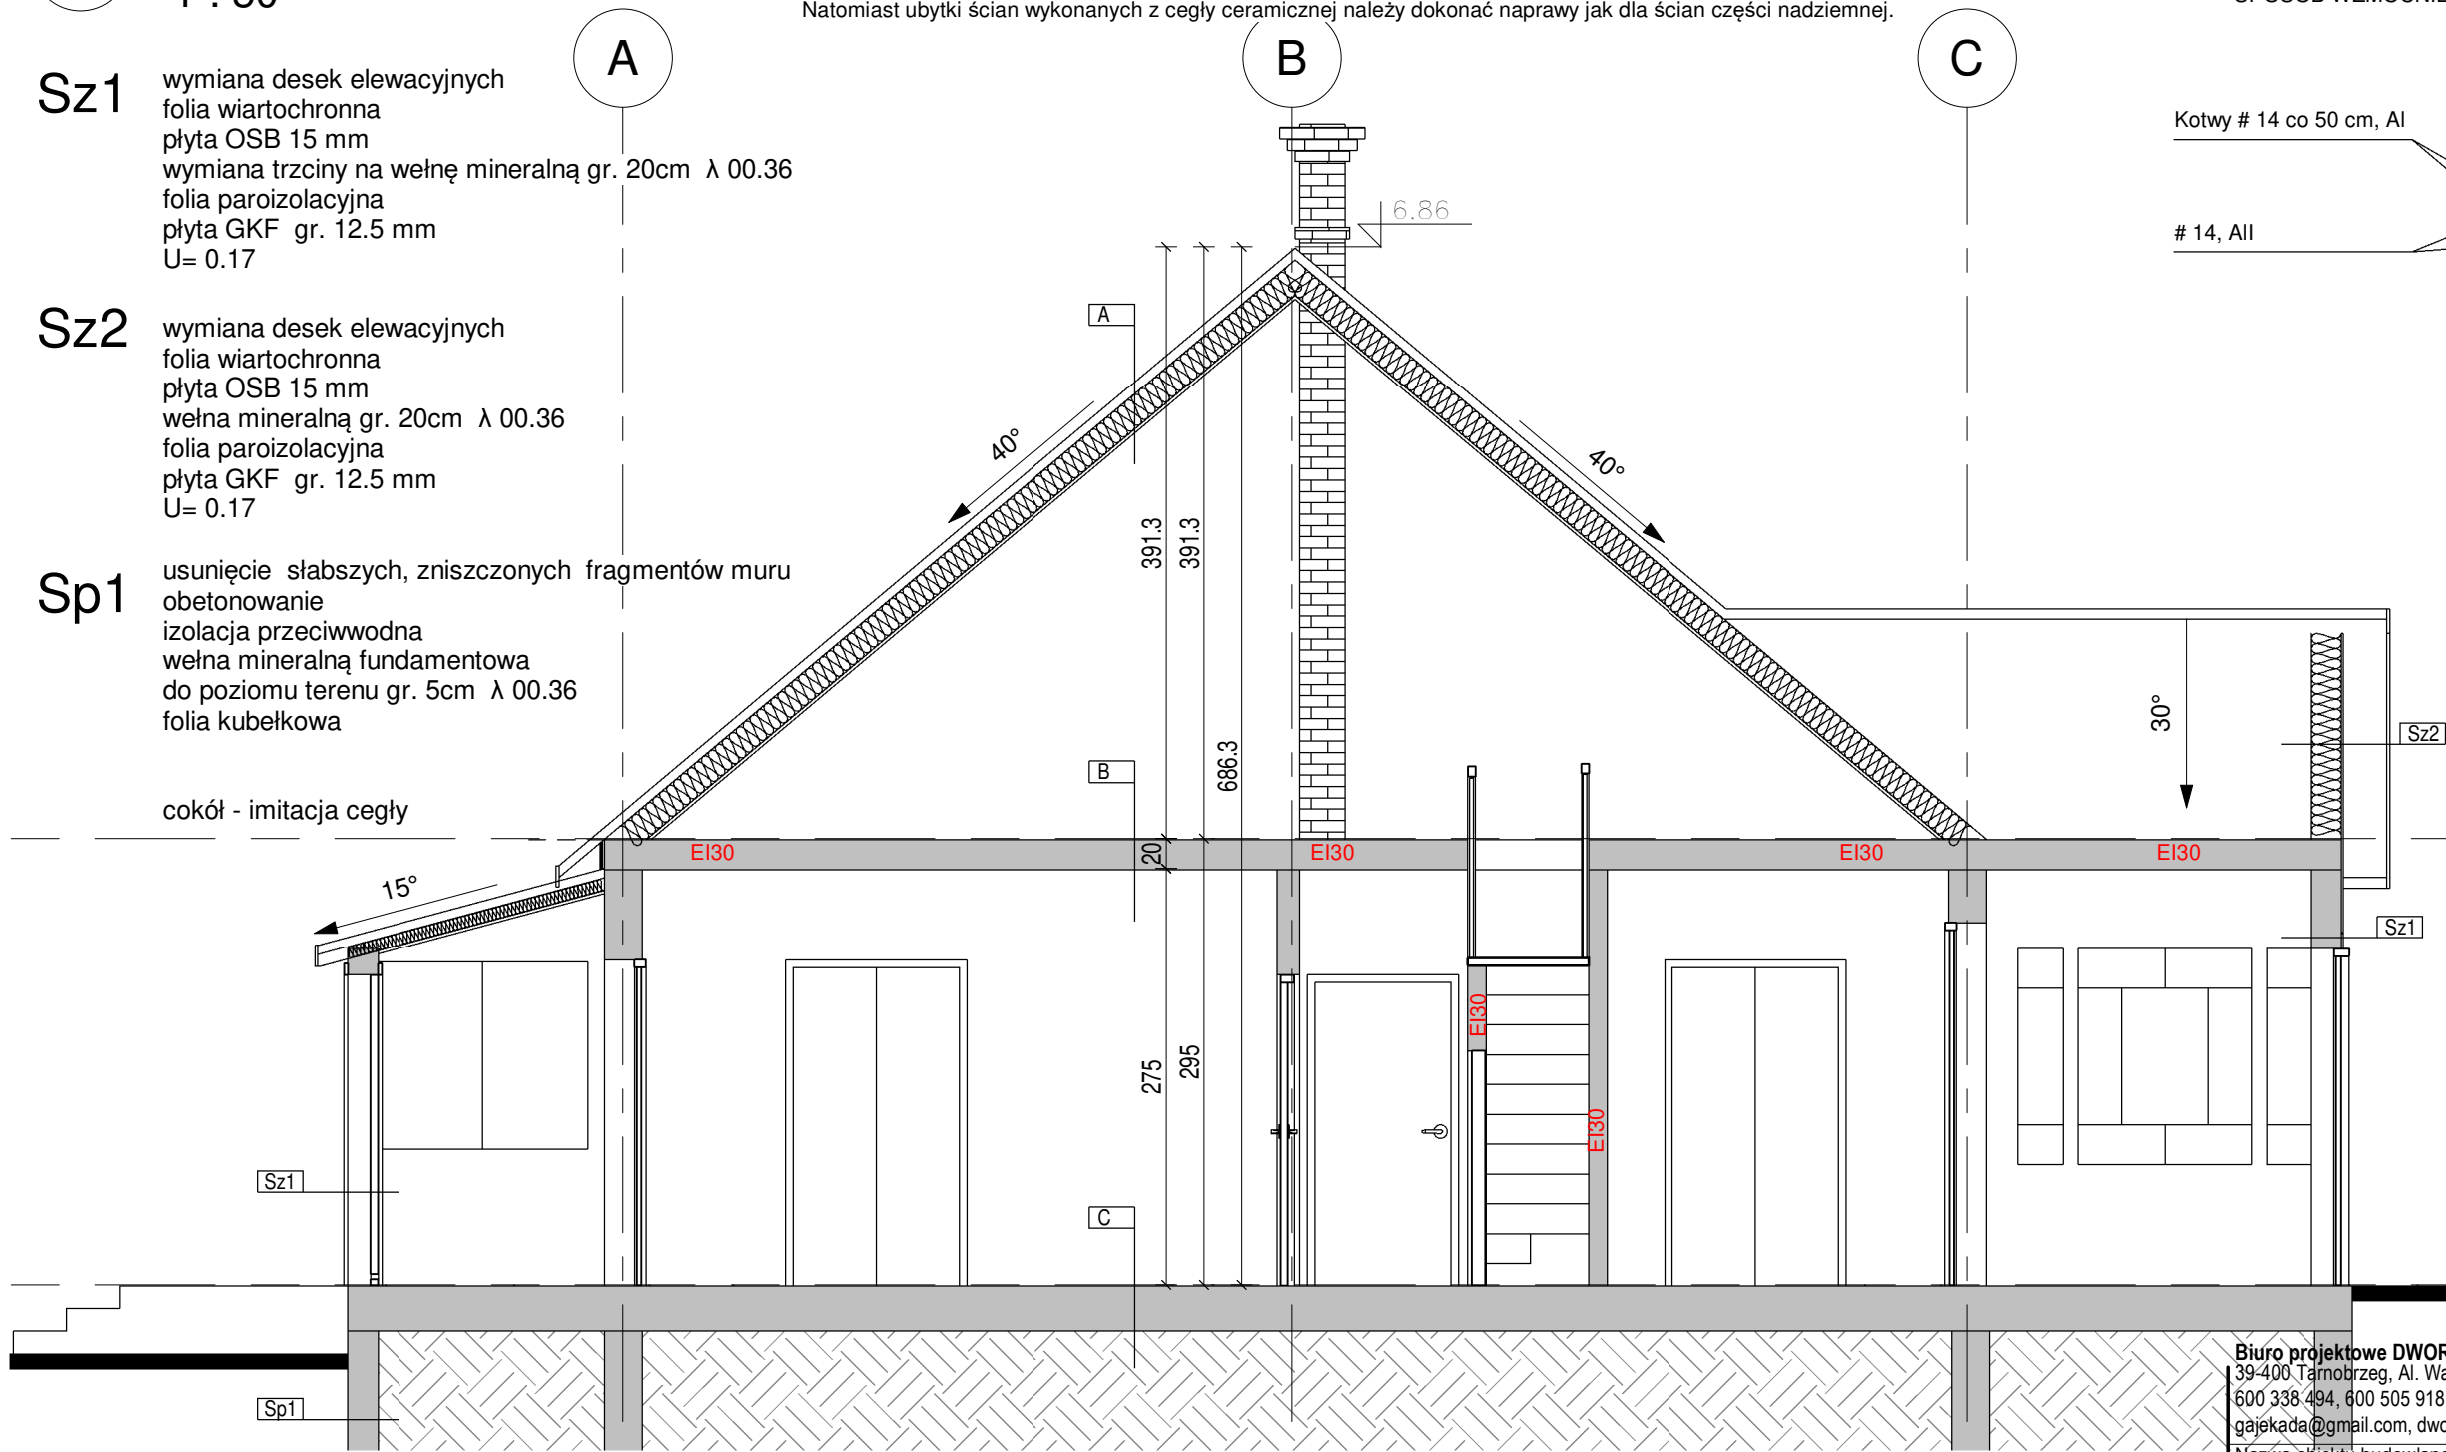 Natomiast ubytki ścian wykonanych z cegły ceramicznej należy dokonać naprawy jak dla ścian części nadziemnej.
A
B
C
Sz1
wymiana desek elewacyjnych
folia wiartochronna
płyta OSB 15 mm
wymiana trzciny na wełnę mineralną gr. 20cm λ 00.36
folia paroizolacyjna
płyta GKF gr. 12.5 mm
U= 0.17
Kotwy # 14 co 50 cm, AI
# 14, AII
6.86
Sz2
wymiana desek elewacyjnych
folia wiartochronna
płyta OSB 15 mm
wełna mineralną gr. 20cm λ 00.36
folia paroizolacyjna
płyta GKF gr. 12.5 mm
U= 0.17
A
40°
40°
391.3
391.3
Sp1
usunięcie słabszych, zniszczonych fragmentów muru
obetonowanie
izolacja przeciwwodna
wełna mineralną fundamentowa
do poziomu terenu gr. 5cm λ 00.36
folia kubełkowa
30°
Sz2
B
686.3
cokół - imitacja cegły
EI30
20
EI30
EI30
EI30
15°
Sz1
EI30
275
295
EI30
Sz1
C
Sp1
Biuro projektowe DWOR
39-400 Tarnobrzeg, Al. Wa
600 338 494, 600 505 918
gajekada@gmail.com, dwo